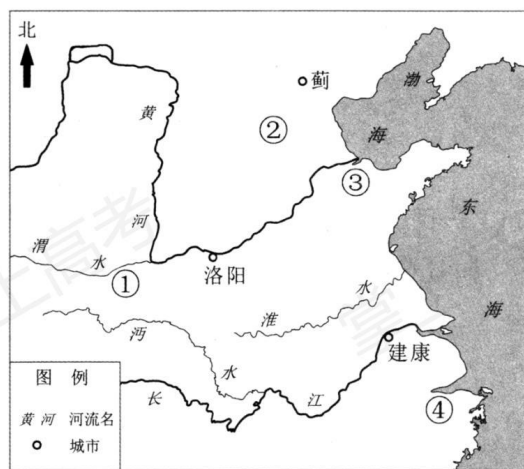 北
蓟
渤
海
黄
河
②
③
东
海
渭 水
①
洛阳
淮 水
沔 水
建康
长 江
④
图 例
黄 河 河流名
城市